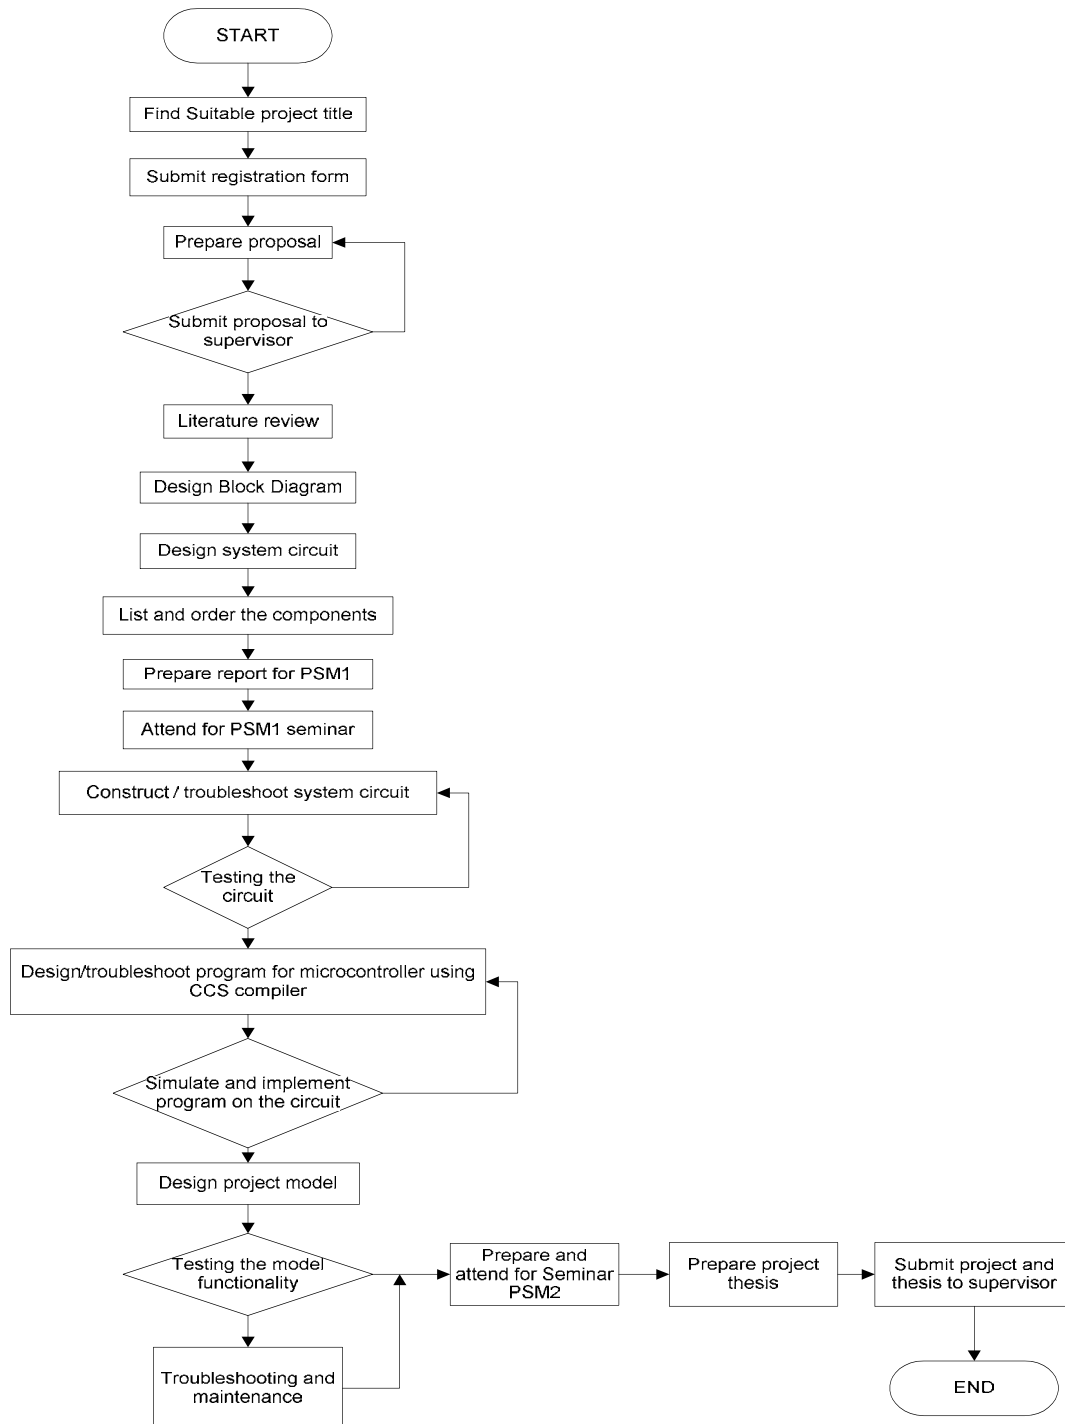 START
Find Suitable project title
Submit registration form
Prepare proposal
Submit proposal to
supervisor
Literature review
Design Block Diagram
Design system circuit
List and order the components
Prepare report for PSM1
Attend for PSM1 seminar
Construct / troubleshoot system circuit
Testing the
circuit
Design/troubleshoot program for microcontroller using
CCS compiler
Simulate and implement
program on the circuit
Design project model
Testing the model
functionality
Troubleshooting and
maintenance
Prepare and
attend for Seminar
PSM2
Prepare project
thesis
Submit project and
thesis to supervisor
END